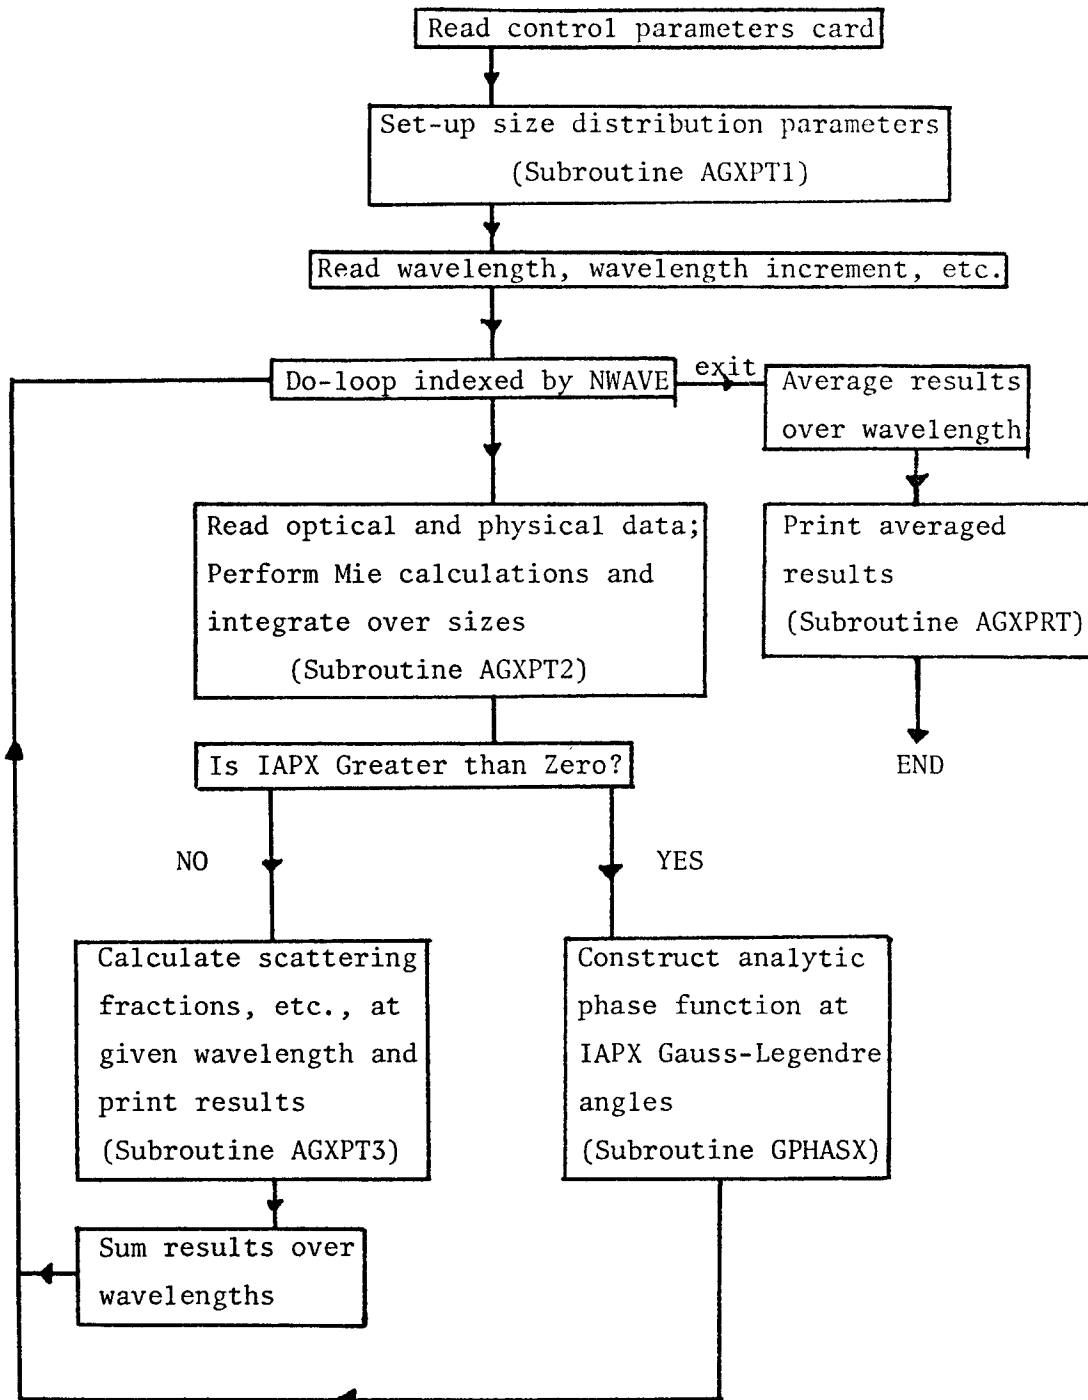 Read control parameters card
Set-up size distribution parameters
(Subroutine AGXPT1)
Read wavelength, wavelength increment, etc.
Do-loop indexed by NWAVE
exit
Average results
over wavelength
Read optical and physical data;
Perform Mie calculations and
integrate over sizes
(Subroutine AGXPT2)
Print averaged
results
(Subroutine AGXPRT)
END
Is IAPX Greater than Zero?
NO
YES
Calculate scattering
fractions, etc., at
given wavelength and
print results
(Subroutine AGXPT3)
Construct analytic
phase function at
IAPX Gauss-Legendre
angles
(Subroutine GPHASX)
Sum results over
wavelengths